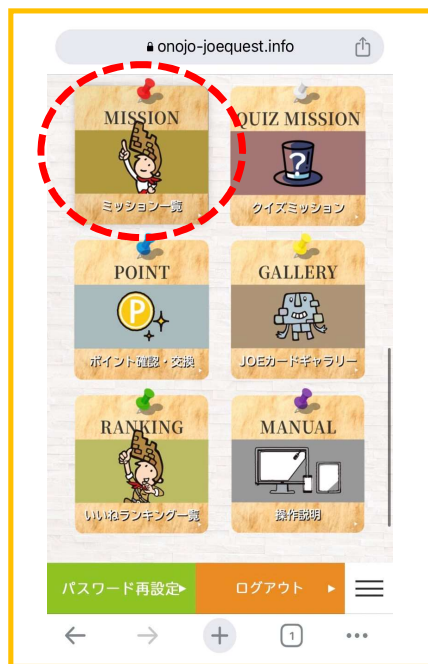 onojo-joequest.info
MISSION
ミッション一覧
QUIZ MISSION
?
クイズミッション
POINT
P
ポイント確認・交換
GALLERY
JOEカードギャラリー
RANKING
いいねランキング一覧
MANUAL
操作説明
パスワード再設定
ログアウト
1